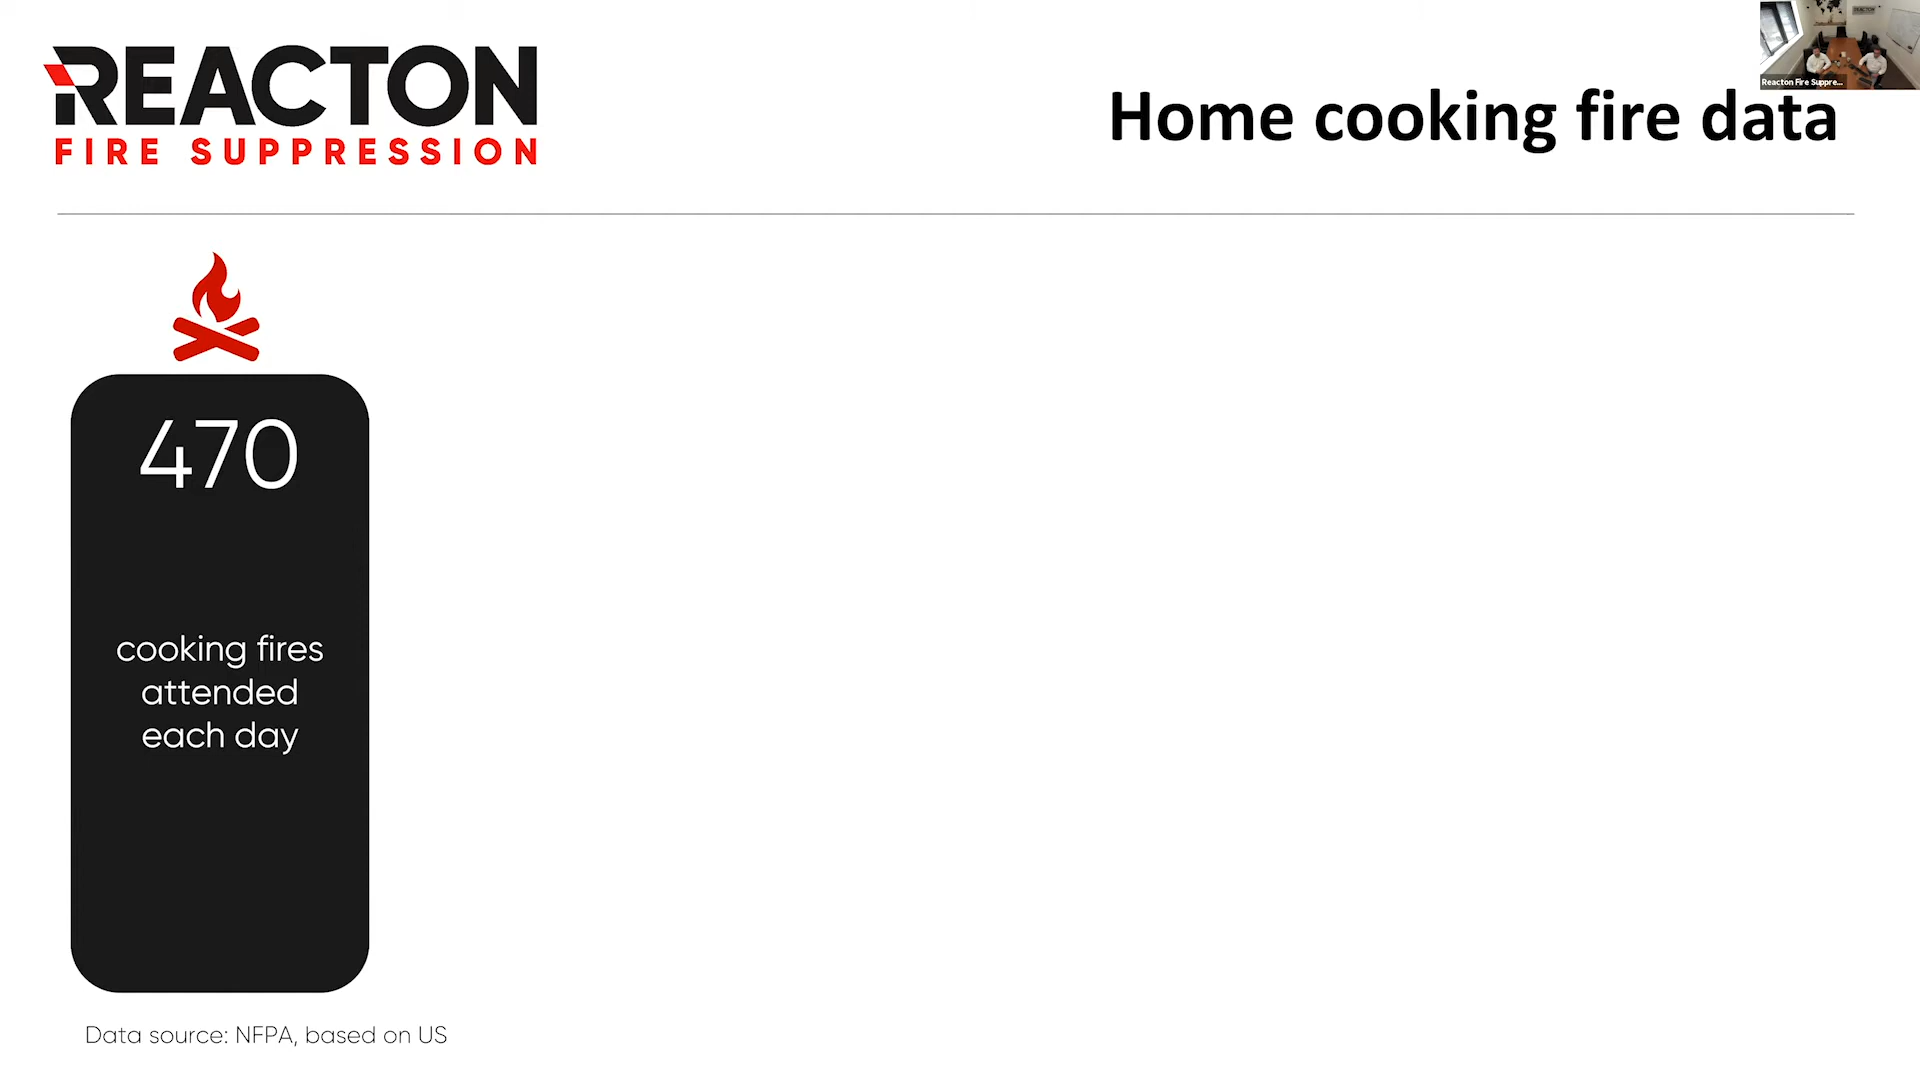 REACTON
FIRE SUPPRESSION
Home cooking fire data
REACTON
Reacton Fire Suppre...
470
cooking fires
attended
each day
Data source: NFPA, based on US